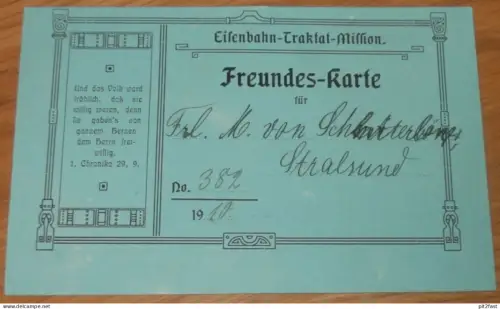 Eisenbahn-Traktat-Mission.
Freundes-Karte
für
Frl. M. von
Stralsund
No. 382
19 10.
Und das Volk ward
fröhlich, daß sie
willig waren, denn
sie gaben's von
ganzem Herzen
dem Herrn frei-
willig.
1. Chronika 29, 9.